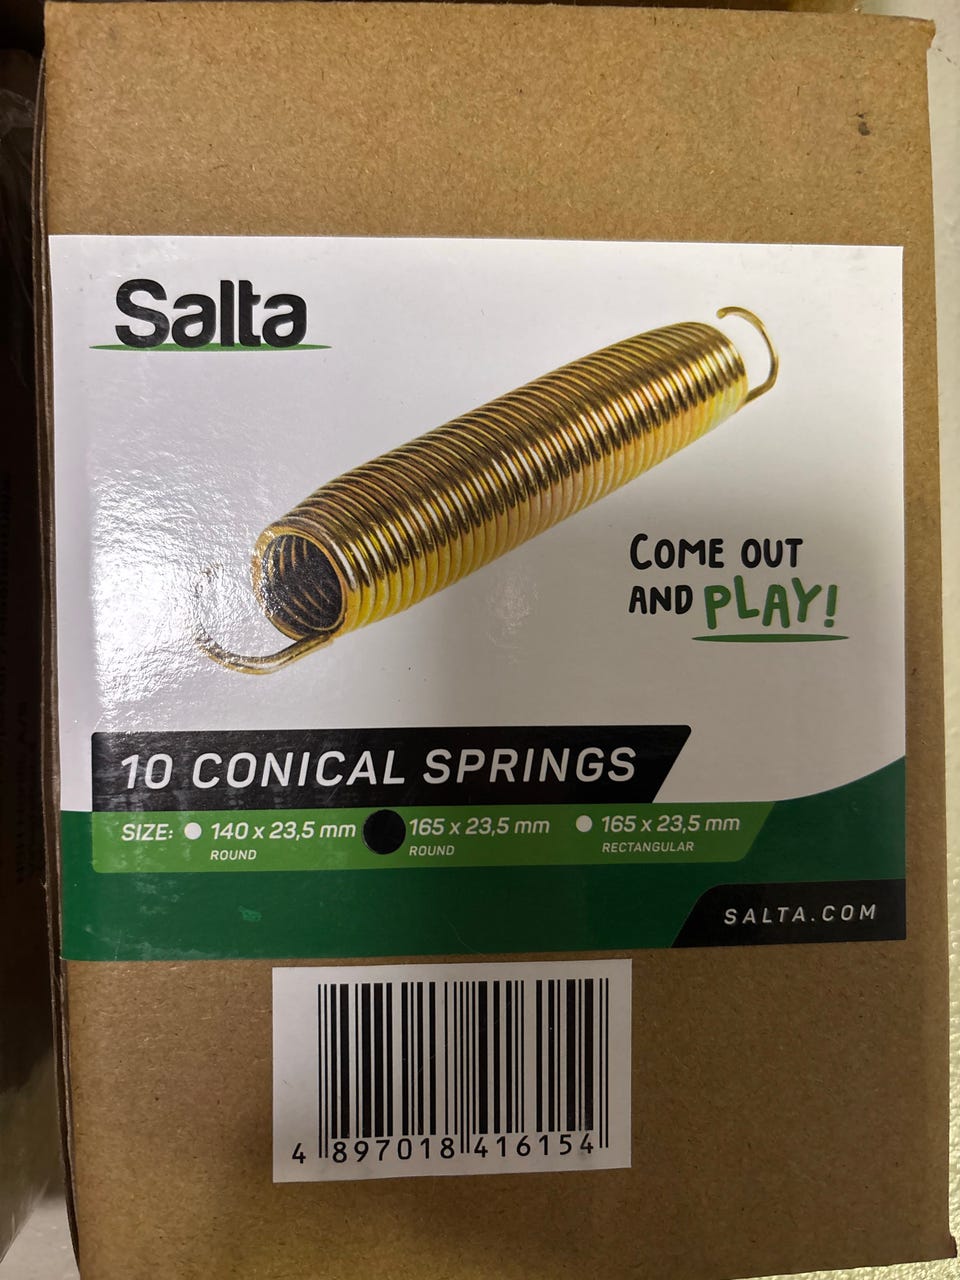 Salta
COME OUT
AND PLAY!
10 CONICAL SPRINGS
SIZE: 140 x 23,5 mm 165 x 23,5 mm 165 x 23,5 mm
ROUND ROUND RECTANGULAR
SALTA.COM
4 897018 416154